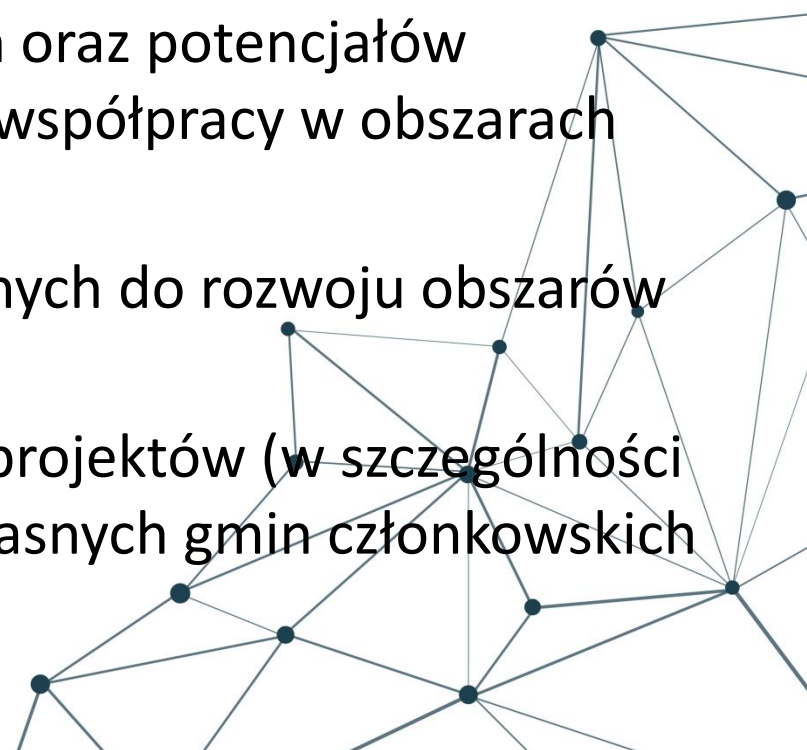 oraz potencjałów
współpracy w obszarach
nych do rozwoju obszarów
projektów (w szczególności
asnych gmin członkowskich